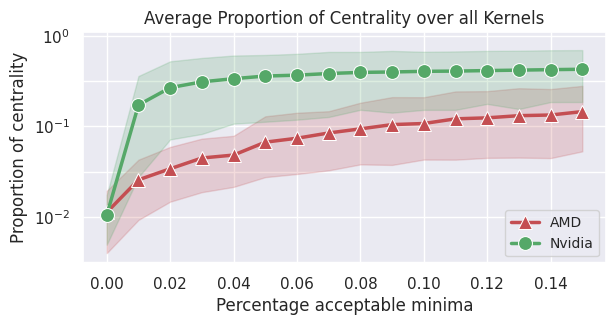 Average Proportion of Centrality over all Kernels
Proportion of centrality
10⁰
10⁻¹
10⁻²
AMD
Nvidia
0.00 0.02 0.04 0.06 0.08 0.10 0.12 0.14
Percentage acceptable minima